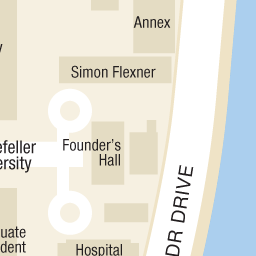 Annex
y
Simon Flexner
efeller
ersity
Founder's
Hall
uate
dent
Hospital
DR DRIVE